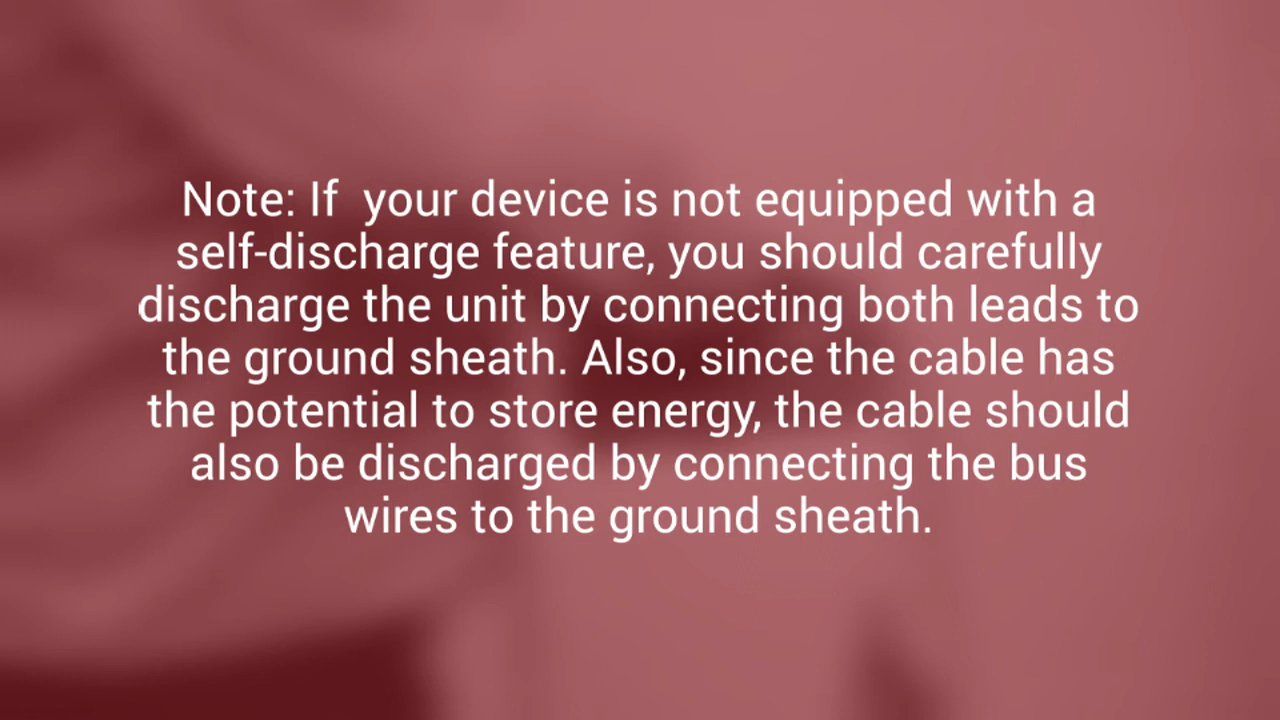 Note: If  your device is not equipped with a
self-discharge feature, you should carefully
discharge the unit by connecting both leads to
the ground sheath. Also, since the cable has
the potential to store energy, the cable should
also be discharged by connecting the bus
wires to the ground sheath.